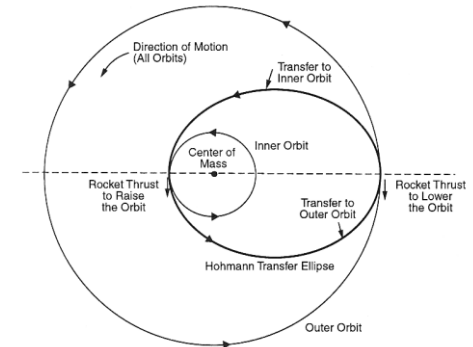 Direction of Motion
(All Orbits)
Transfer to
Inner Orbit
Center of
Mass
Inner Orbit
Rocket Thrust
to Raise
the Orbit
Rocket Thrust
to Lower
the Orbit
Transfer to
Outer Orbit
Hohmann Transfer Ellipse
Outer Orbit